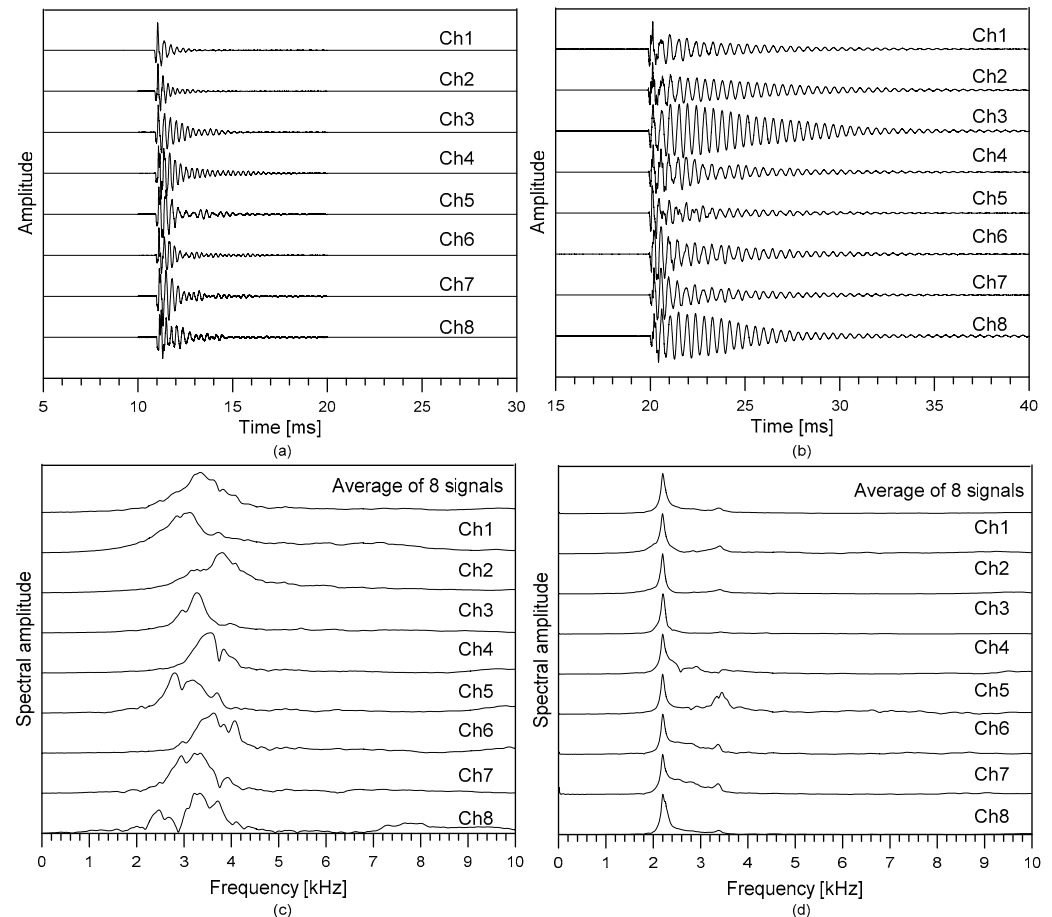 Ch1
Ch2
Ch3
Ch4
Ch5
Ch6
Ch7
Ch8
Amplitude
5 10 15 20 25 30
Time [ms]
(a)
Ch1
Ch2
Ch3
Ch4
Ch5
Ch6
Ch7
Ch8
Amplitude
15 20 25 30 35 40
Time [ms]
(b)
Average of 8 signals
Ch1
Ch2
Ch3
Ch4
Ch5
Ch6
Ch7
Ch8
Spectral amplitude
0 1 2 3 4 5 6 7 8 9 10
Frequency [kHz]
(c)
Average of 8 signals
Ch1
Ch2
Ch3
Ch4
Ch5
Ch6
Ch7
Ch8
Spectral amplitude
0 1 2 3 4 5 6 7 8 9 10
Frequency [kHz]
(d)